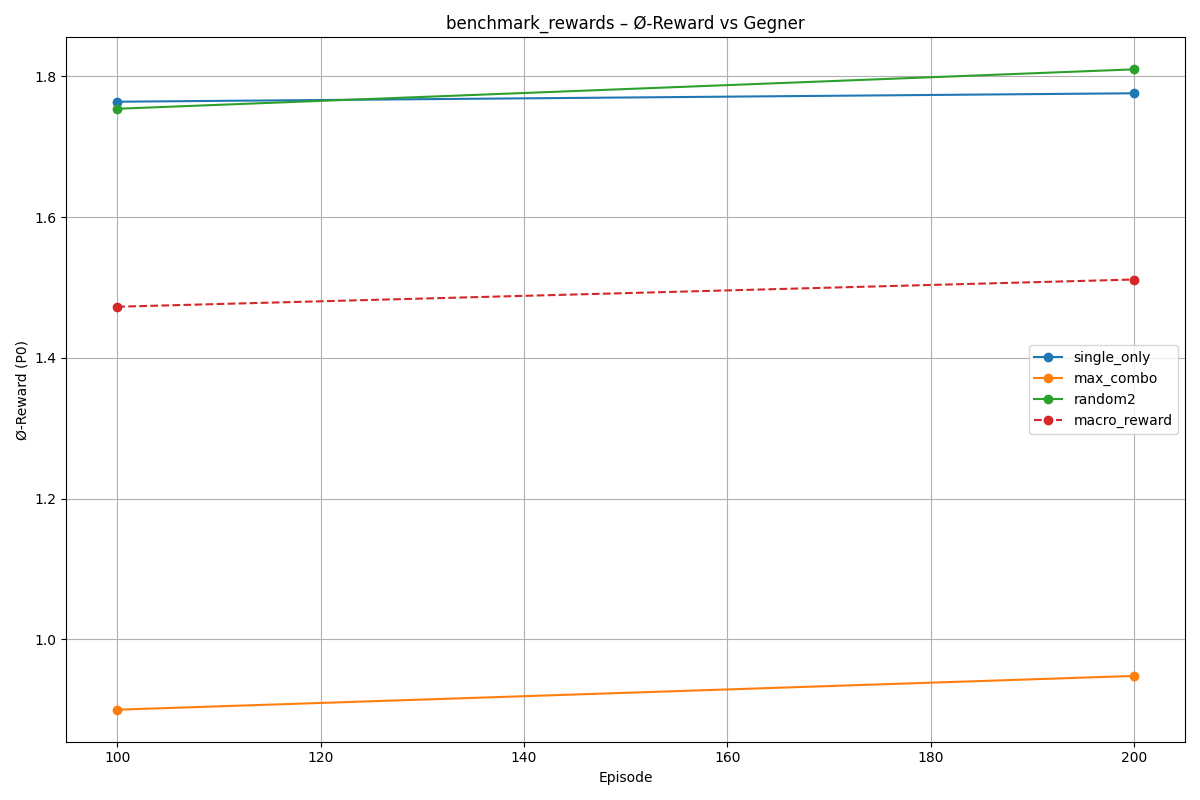 benchmark_rewards – Ø-Reward vs Gegner
Ø-Reward (P0)
1.8
1.6
1.4
1.2
1.0
single_only
max_combo
random2
macro_reward
100 120 140 160 180 200
Episode